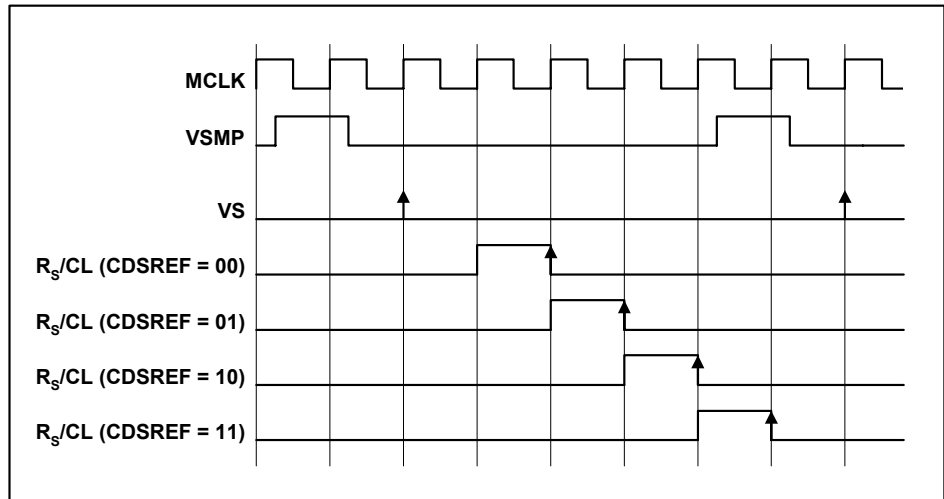 MCLK
VSMP
VS
RS/CL (CDSREF = 00)
RS/CL (CDSREF = 01)
RS/CL (CDSREF = 10)
RS/CL (CDSREF = 11)